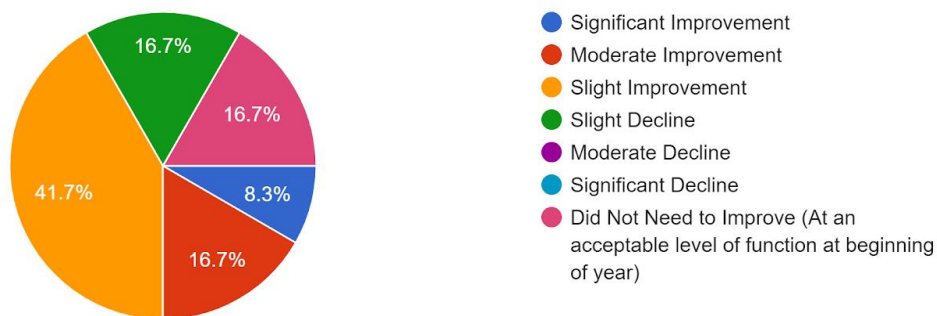 16.7%
16.7%
41.7%
8.3%
16.7%
Significant Improvement
Moderate Improvement
Slight Improvement
Slight Decline
Moderate Decline
Significant Decline
Did Not Need to Improve (At an
acceptable level of function at beginning
of year)